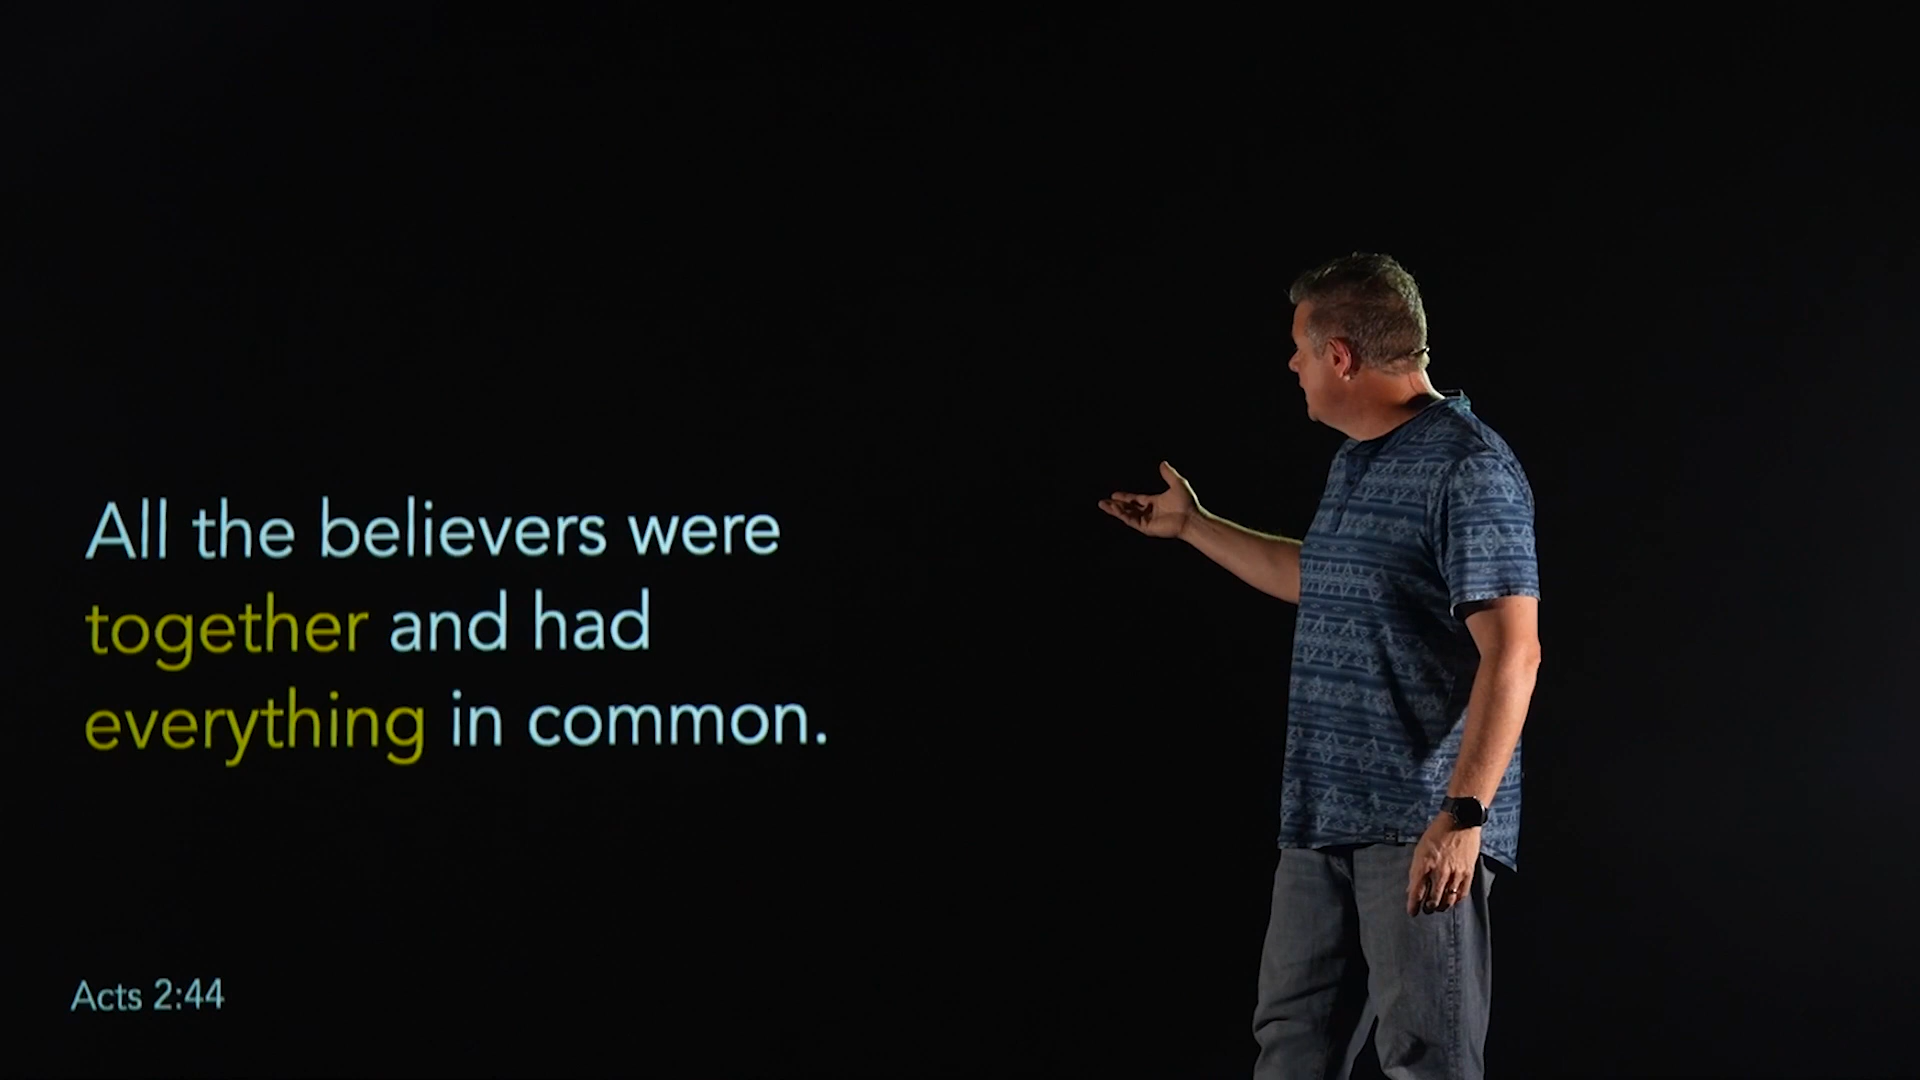 All the believers were
together and had
everything in common.
Acts 2:44